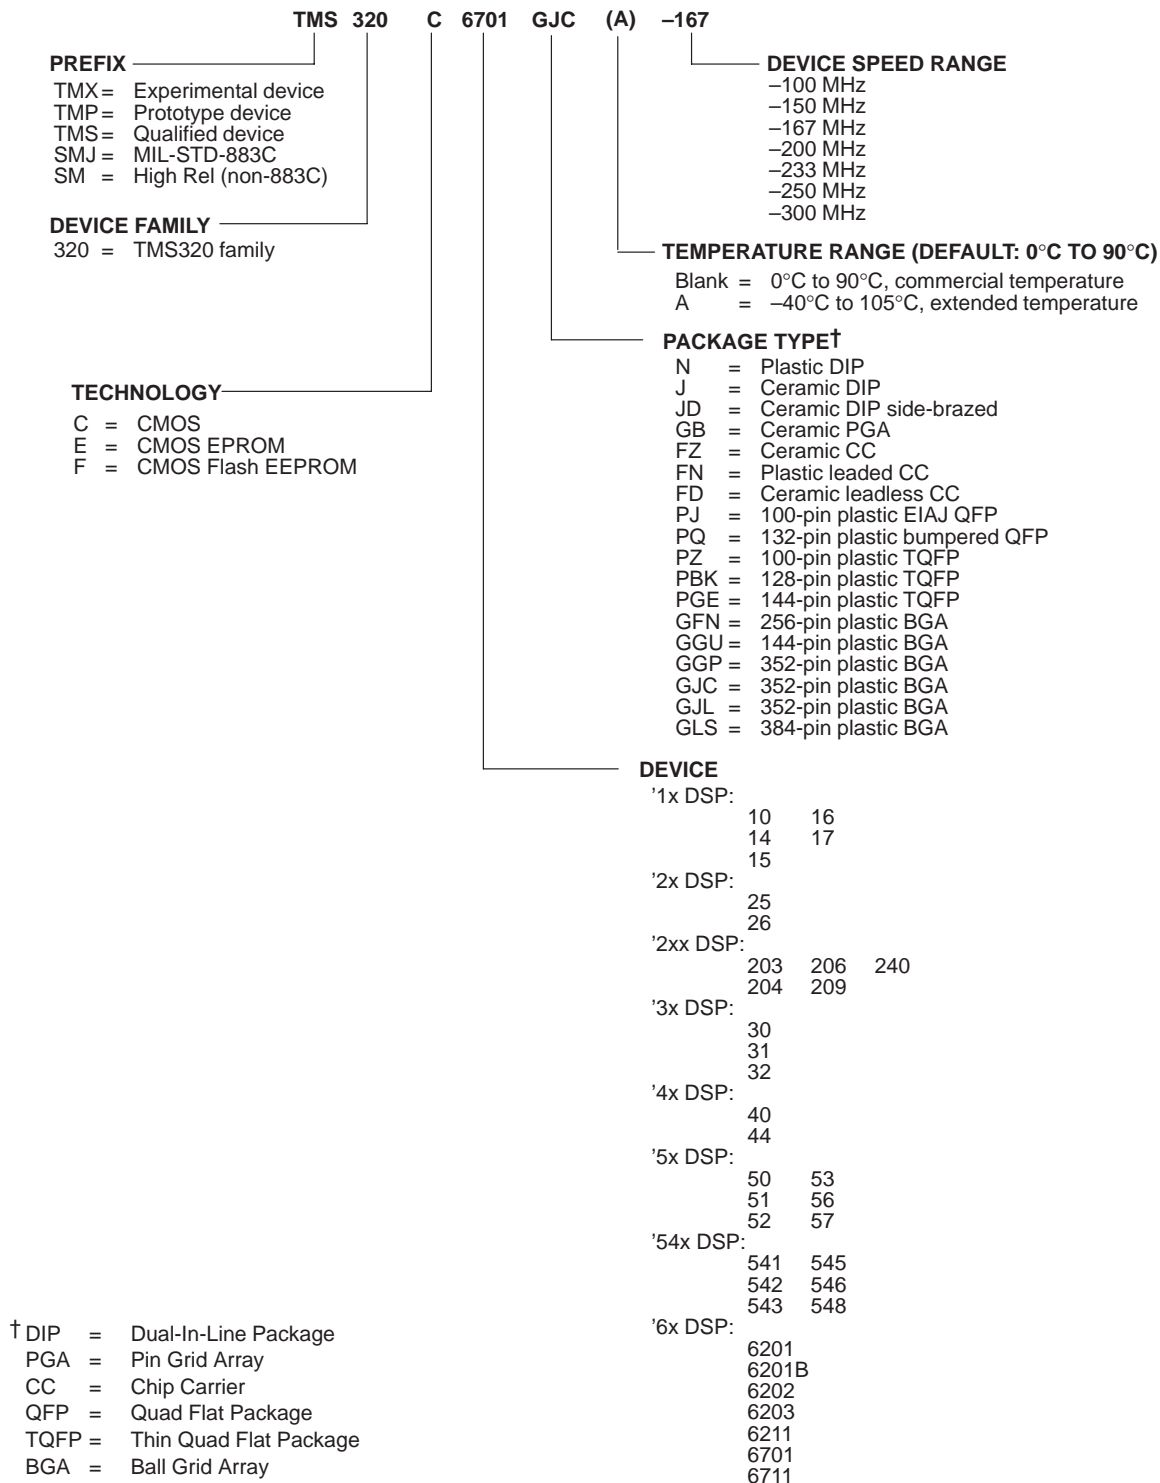 TMS 320 C 6701 GJC (A) –167
PREFIX
TMX = Experimental device
TMP = Prototype device
TMS = Qualified device
SMJ = MIL-STD-883C
SM = High Rel (non-883C)
DEVICE SPEED RANGE
–100 MHz
–150 MHz
–167 MHz
–200 MHz
–233 MHz
–250 MHz
–300 MHz
DEVICE FAMILY
320 = TMS320 family
TEMPERATURE RANGE (DEFAULT: 0°C TO 90°C)
Blank = 0°C to 90°C, commercial temperature
A = –40°C to 105°C, extended temperature
PACKAGE TYPE†
N = Plastic DIP
J = Ceramic DIP
JD = Ceramic DIP side-brazed
GB = Ceramic PGA
FZ = Ceramic CC
FN = Plastic leaded CC
FD = Ceramic leadless CC
PJ = 100-pin plastic EIAJ QFP
PQ = 132-pin plastic bumpered QFP
PZ = 100-pin plastic TQFP
PBK = 128-pin plastic TQFP
PGE = 144-pin plastic TQFP
GFN = 256-pin plastic BGA
GGU = 144-pin plastic BGA
GGP = 352-pin plastic BGA
GJC = 352-pin plastic BGA
GJL = 352-pin plastic BGA
GLS = 384-pin plastic BGA
TECHNOLOGY
C = CMOS
E = CMOS EPROM
F = CMOS Flash EEPROM
DEVICE
’1x DSP:
10 16
14 17
15
’2x DSP:
25
26
’2xx DSP:
203 206 240
204 209
’3x DSP:
30
31
32
’4x DSP:
40
44
’5x DSP:
50 53
51 56
52 57
’54x DSP:
541 545
542 546
543 548
’6x DSP:
6201
6201B
6202
6203
6211
6701
6711
† DIP = Dual-In-Line Package
PGA = Pin Grid Array
CC = Chip Carrier
QFP = Quad Flat Package
TQFP = Thin Quad Flat Package
BGA = Ball Grid Array